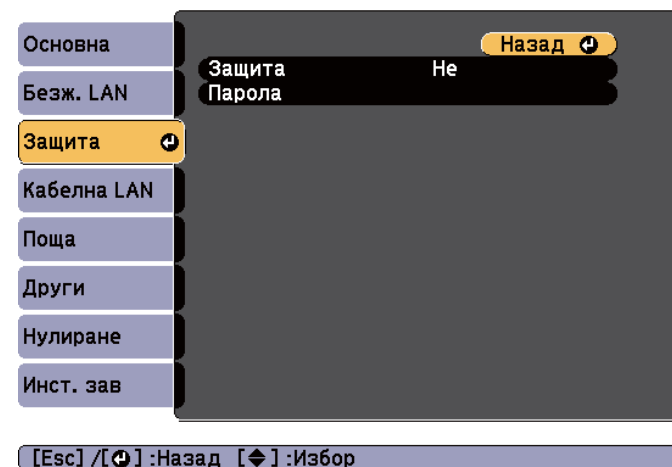 Основна
Безж. LAN
Защита
Кабелна LAN
Поща
Други
Нулиране
Инст. зав
Назад
Защита Не
Парола
[Esc] /[ ] :Назад [ ] :Избор